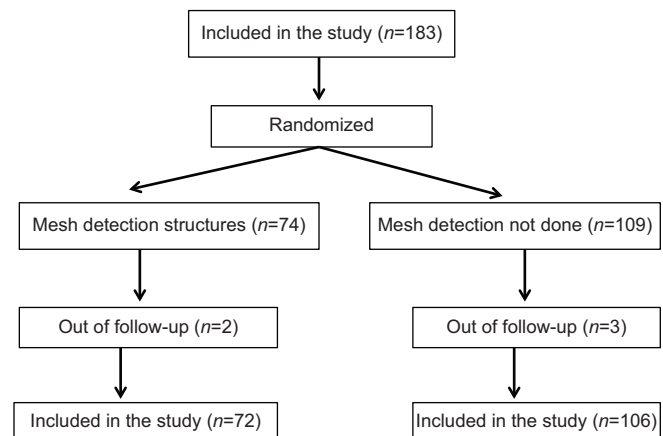 Included in the study (n=183)
Randomized
Mesh detection structures (n=74)
Mesh detection not done (n=109)
Out of follow-up (n=2)
Out of follow-up (n=3)
Included in the study (n=72)
Included in the study (n=106)